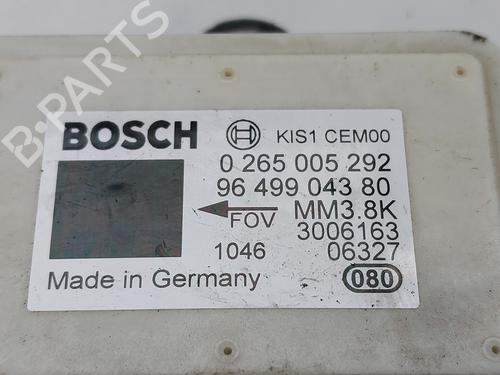 BOSCH KIS1 CEM00
0 265 005 292
96 499 043 80
FOV MM3.8K
3006163
1046 06327
Made in Germany 080
B-PARTS